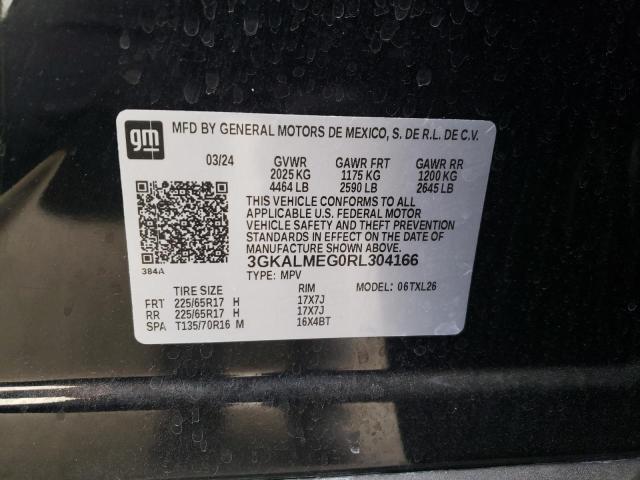 gm MFD BY GENERAL MOTORS DE MEXICO, S. DE R.L. DE C.V.
03/24 GVWR GAWR FRT GAWR RR
2025 KG 1175 KG 1200 KG
4464 LB 2590 LB 2645 LB
THIS VEHICLE CONFORMS TO ALL
APPLICABLE U.S. FEDERAL MOTOR
VEHICLE SAFETY AND THEFT PREVENTION
STANDARDS IN EFFECT ON THE DATE OF
MANUFACTURE SHOWN ABOVE.
3GKALMEG0RL304166
384A
TYPE: MPV MODEL: 06TXL26
TIRE SIZE RIM
FRT 225/65R17 H 17X7J
RR 225/65R17 H 17X7J
SPA T135/70R16 M 16X4BT